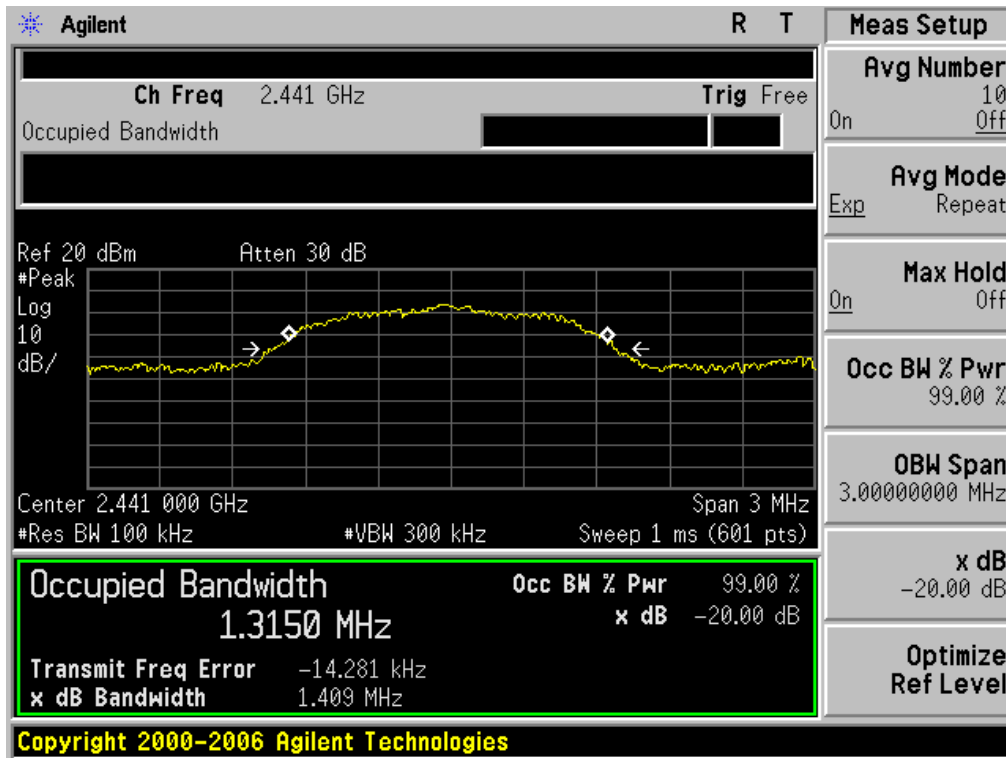 Agilent R T
Meas Setup
Ch Freq 2.441 GHz Trig Free
Occupied Bandwidth
Ref 20 dBm Atten 30 dB
#Peak
Log
10
dB/
Center 2.441 000 GHz Span 3 MHz
#Res BW 100 kHz #VBW 300 kHz Sweep 1 ms (601 pts)
Occupied Bandwidth
1.3150 MHz
Occ BW % Pwr 99.00 %
x dB -20.00 dB
Transmit Freq Error -14.281 kHz
x dB Bandwidth 1.409 MHz
Avg Number
10
On Off
Avg Mode
Exp Repeat
Max Hold
On Off
Occ BW % Pwr
99.00 %
OBW Span
3.00000000 MHz
x dB
-20.00 dB
Optimize
Ref Level
Copyright 2000-2006 Agilent Technologies